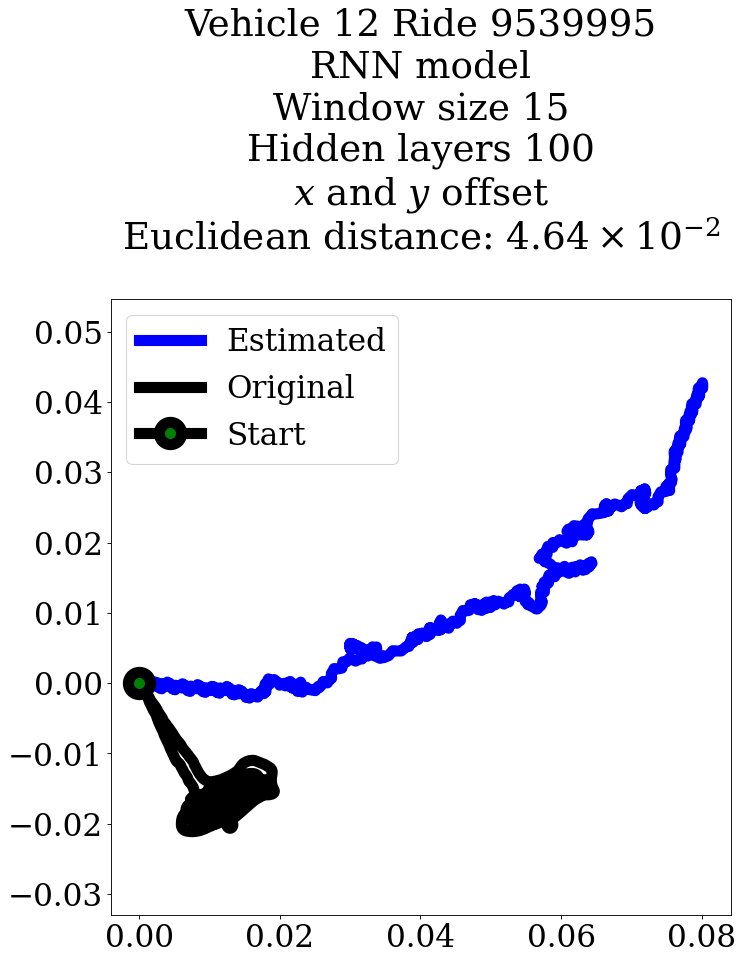 Vehicle 12 Ride 9539995
RNN model
Window size 15
Hidden layers 100
x and y offset
Euclidean distance: 4.64 × 10⁻²
Estimated
Original
Start
0.05
0.04
0.03
0.02
0.01
0.00
−0.01
−0.02
−0.03
0.00 0.02 0.04 0.06 0.08